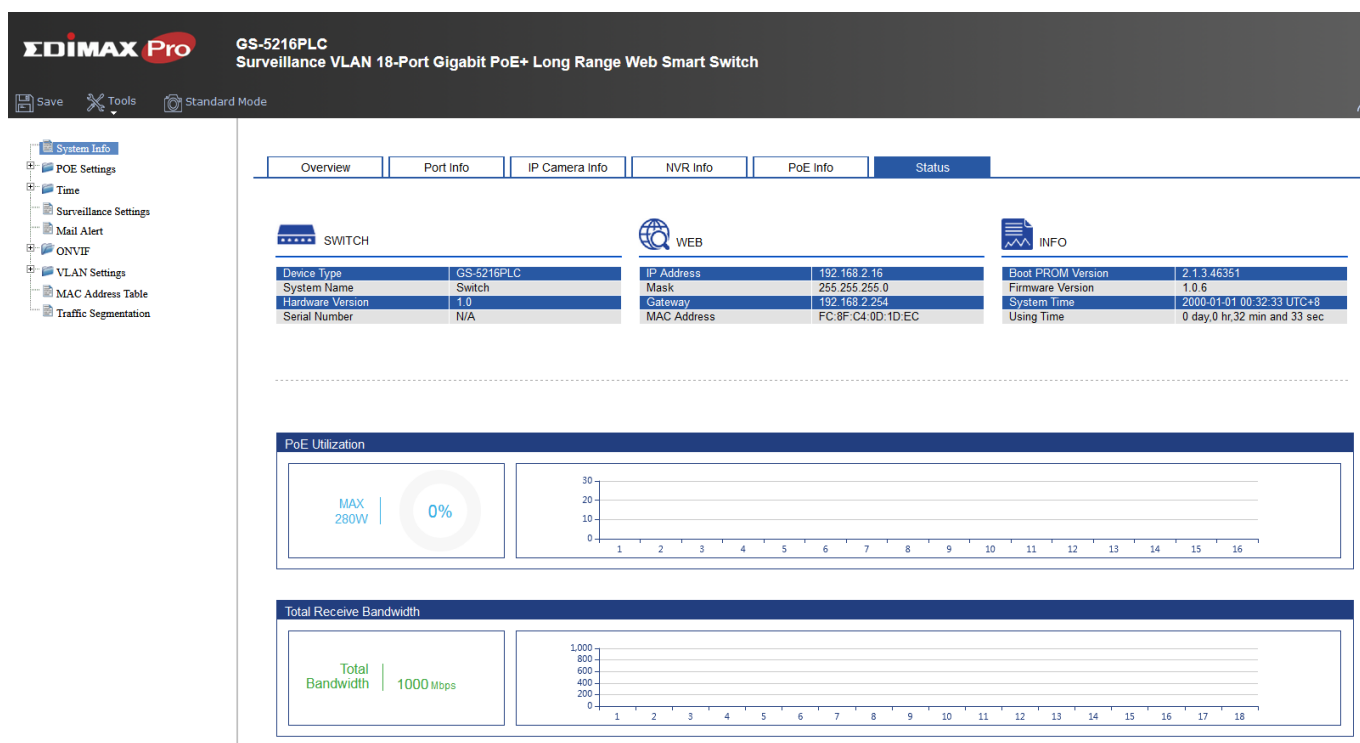 EDIMAX Pro
GS-5216PLC
Surveillance VLAN 18-Port Gigabit PoE+ Long Range Web Smart Switch
Save Tools Standard Mode
System Info
POE Settings
Time
Surveillance Settings
Mail Alert
ONVIF
VLAN Settings
MAC Address Table
Traffic Segmentation
Overview Port Info IP Camera Info NVR Info PoE Info Status
SWITCH
Device Type GS-5216PLC
System Name Switch
Hardware Version 1.0
Serial Number N/A
WEB
IP Address 192.168.2.16
Mask 255.255.255.0
Gateway 192.168.2.254
MAC Address FC:8F:C4:0D:1D:EC
INFO
Boot PROM Version 2.1.3.46351
Firmware Version 1.0.6
System Time 2000-01-01 00:32:33 UTC+8
Using Time 0 day,0 hr,32 min and 33 sec
PoE Utilization
MAX
280W
0%
30
20
10
0
1 2 3 4 5 6 7 8 9 10 11 12 13 14 15 16
Total Receive Bandwidth
Total
Bandwidth
1000 Mbps
1,000
800
600
400
200
0
1 2 3 4 5 6 7 8 9 10 11 12 13 14 15 16 17 18